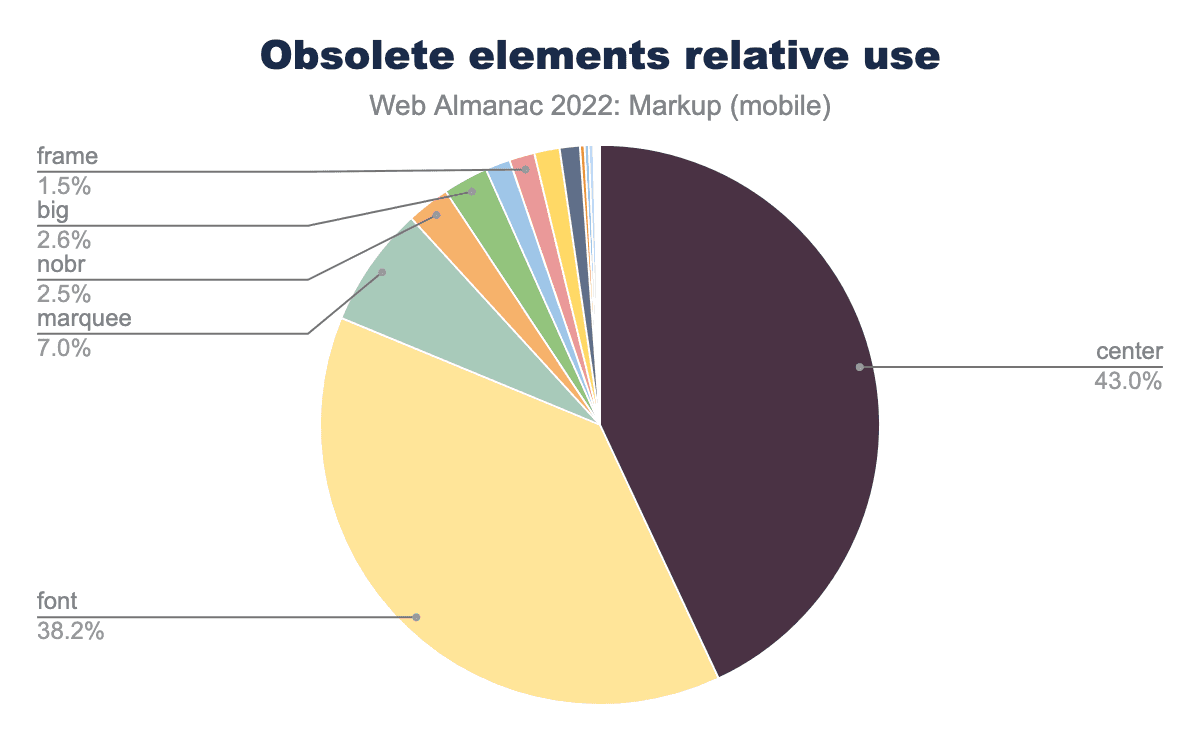 Obsolete elements relative use
Web Almanac 2022: Markup (mobile)
frame
1.5%
big
2.6%
nobr
2.5%
marquee
7.0%
center
43.0%
font
38.2%